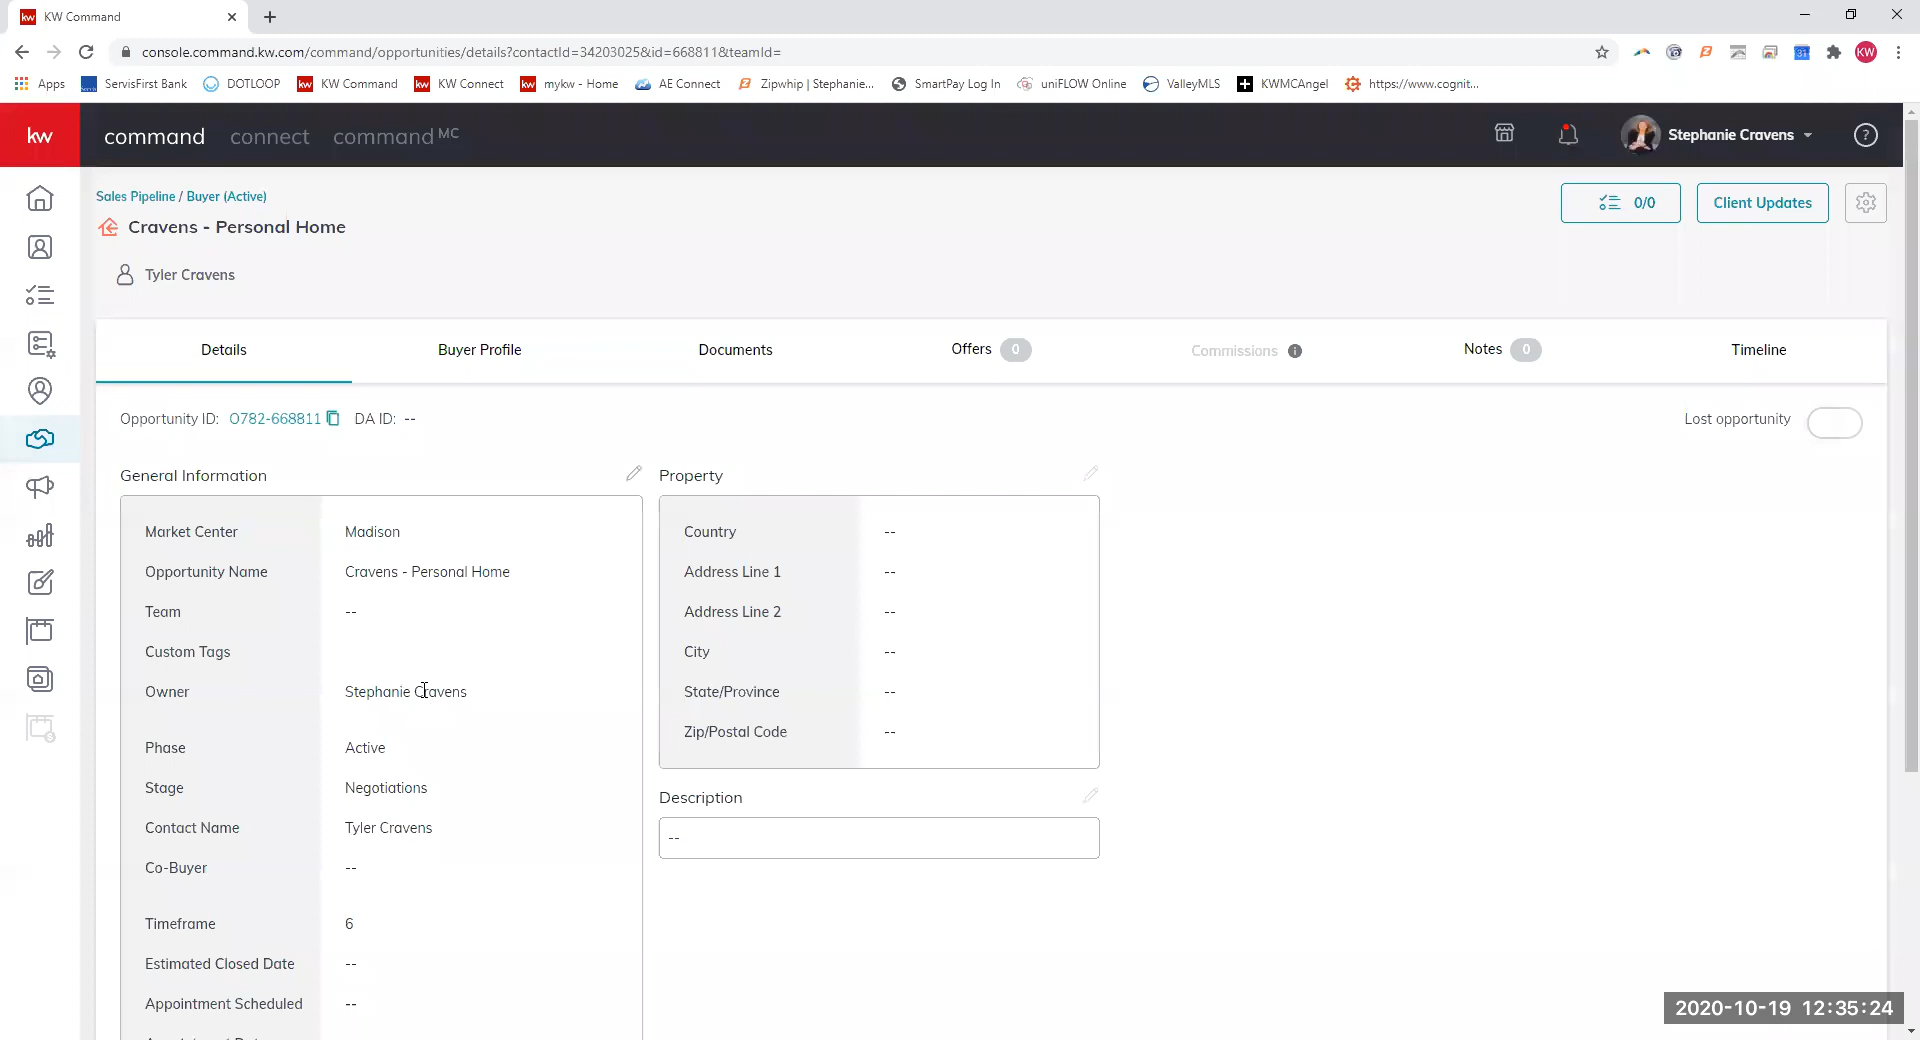 kw KW Command
console.command.kw.com/command/opportunities/details?contactId=34203025&id=668811&teamId=
KW
Apps ServisFirst Bank DOTLOOP kw KW Command kw KW Connect kw mykw - Home AE Connect Zipwhip | Stephanie... SmartPay Log In uniFLOW Online ValleyMLS KWMCAngel https://www.cognit...
kw command connect command MC Stephanie Cravens ?
Sales Pipeline / Buyer (Active) 0/0 Client Updates
Cravens - Personal Home
Tyler Cravens
Details Buyer Profile Documents Offers 0 Commissions i Notes 0 Timeline
Opportunity ID: O782-668811 DA ID: -- Lost opportunity
General Information
Market Center Madison
Opportunity Name Cravens - Personal Home
Team --
Custom Tags
Owner Stephanie Cravens
Phase Active
Stage Negotiations
Contact Name Tyler Cravens
Co-Buyer --
Timeframe 6
Estimated Closed Date --
Appointment Scheduled --
Property
Country --
Address Line 1 --
Address Line 2 --
City --
State/Province --
Zip/Postal Code --
Description
--
2020-10-19 12:35:24